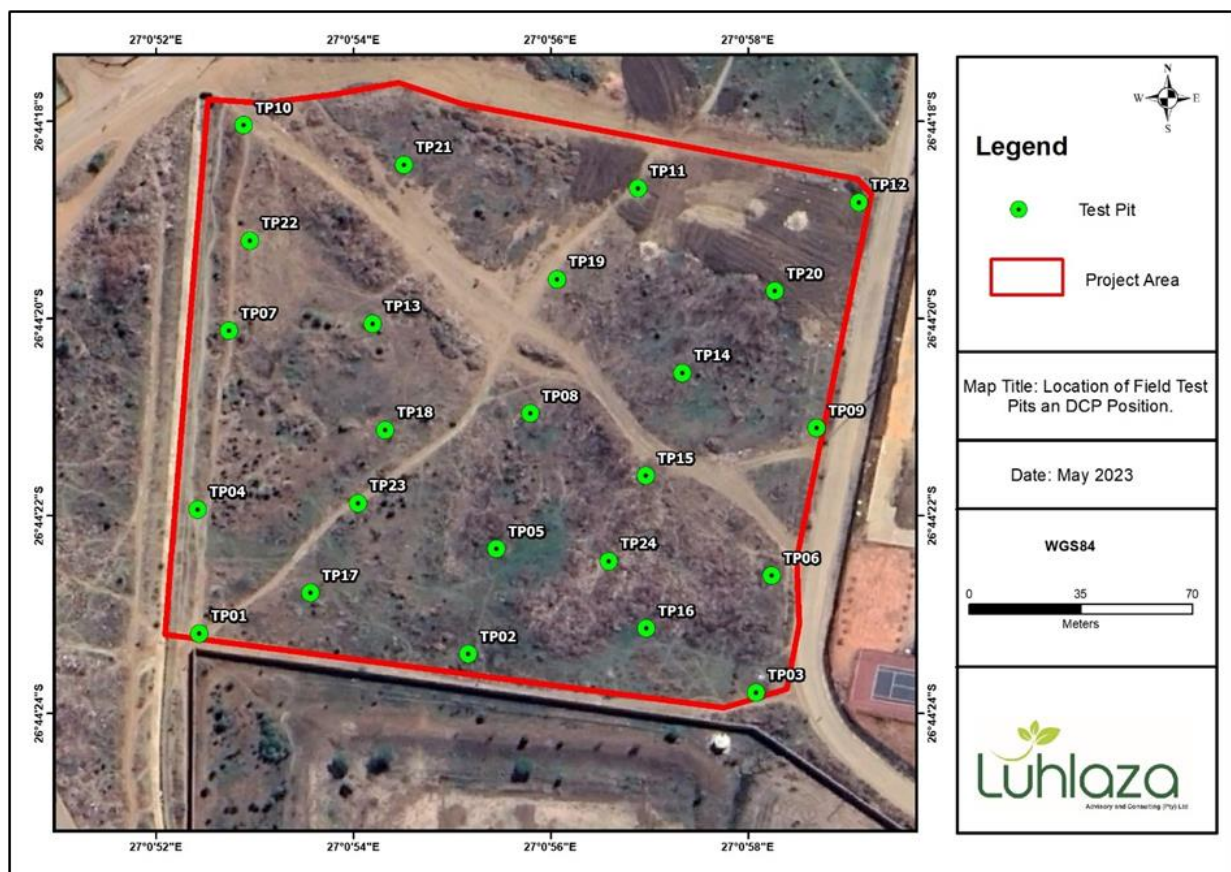 27°0'52"E 27°0'54"E 27°0'56"E 27°0'58"E
26°44'18"S 26°44'18"S
TP10
TP21
TP11
TP12
TP22
TP19
TP20
TP07
TP13
26°44'20"S 26°44'20"S
TP14
TP08
TP18
TP09
TP15
TP04
TP23
26°44'22"S 26°44'22"S
TP05
TP24
TP06
TP17
TP01
TP16
TP02
TP03
26°44'24"S 26°44'24"S
27°0'52"E 27°0'54"E 27°0'56"E 27°0'58"E
N
W E
S
Legend
Test Pit
Project Area
Map Title: Location of Field Test
Pits an DCP Position.
Date: May 2023
WGS84
0 35 70
Meters
Luhlaza
Advisory and Consulting (Pty) Ltd